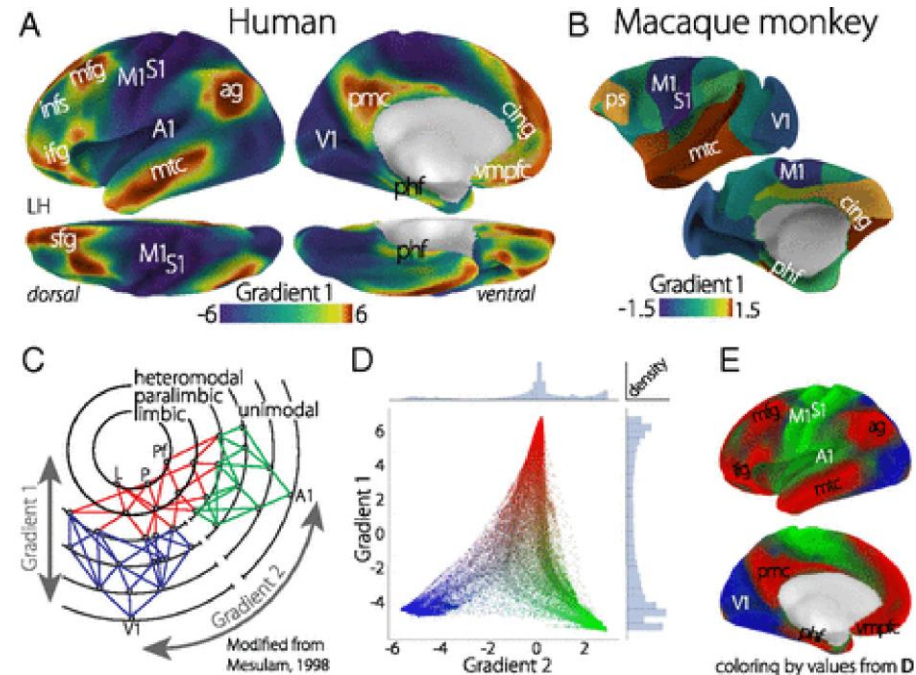 A Human
mfg
M1 S1
ag
infs
A1
ifg
mtc
pmc
cing
V1
vmpfc
phf
LH
sfg
M1 S1
phf
dorsal
Gradient 1
ventral
-6 6
B Macaque monkey
ps
M1
S1
V1
mtc
M1
cing
phf
Gradient 1
-1.5 1.5
C
heteromodal
paralimbic
limbic
unimodal
Pf
L P
A1
Gradient 1
Gradient 2
V1
Modified from
Mesulam, 1998
D
density
6
4
2
0
-2
-4
Gradient 1
-6 -4 -2 0 2
Gradient 2
E
mfg
M1 S1
ag
ifg
A1
mtc
pmc
V1
phf
vmpfc
coloring by values from D